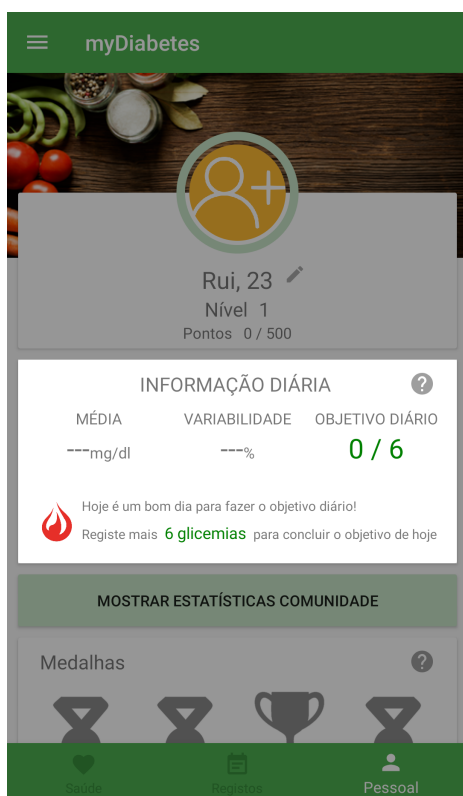 myDiabetes
Rui, 23
Nível 1
Pontos 0 / 500
INFORMAÇÃO DIÁRIA ?
MÉDIA VARIABILIDADE OBJETIVO DIÁRIO
---mg/dl ---% 0 / 6
Hoje é um bom dia para fazer o objetivo diário!
Registe mais 6 glicemias para concluir o objetivo de hoje
MOSTRAR ESTATÍSTICAS COMUNIDADE
Medalhas ?
Saúde Registos Pessoal